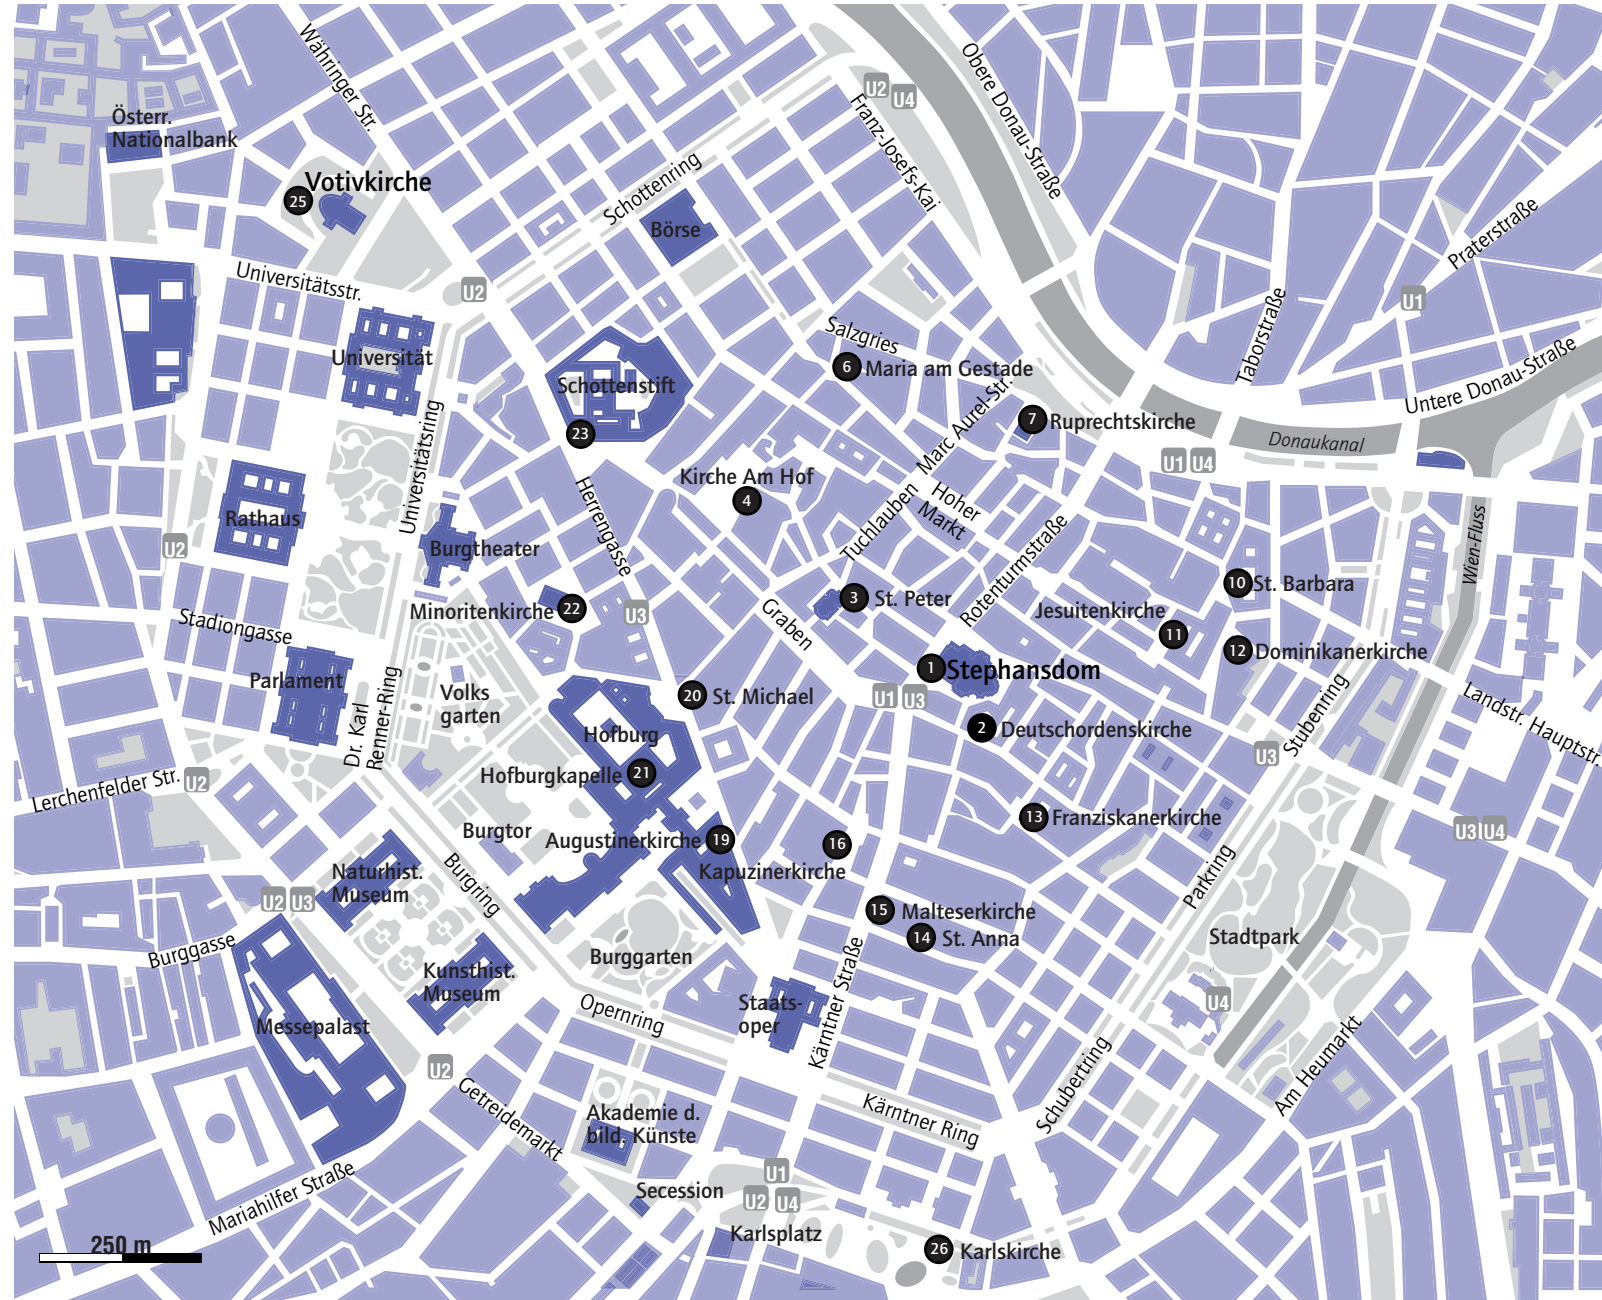 Währinger Str.
Obere Donau-Straße
U2
U4
Franz-Josefs-Kai
Österr.
Nationalbank
Votivkirche
25
Schottenring
Börse
Praterstraße
Universitätsstr.
U2
U1
Taborstraße
Salzgries
Universität
Schottenstift
6
Maria am Gestade
Untere Donau-Straße
Marc Aurel-Str.
7
Ruprechtskirche
23
Donaukanal
U1
U4
Universitätsring
Kirche Am Hof
4
Herrengasse
Tuchlauben
Hoher
Markt
Rathaus
U2
Burgtheater
Wien-Fluss
Rotenturmstraße
10
St. Barbara
Minoritenkirche
22
U3
3
St. Peter
Jesuitenkirche
11
Graben
Stadiongasse
12
Dominikanerkirche
1
Stephansdom
Parlament
Volks
garten
20
St. Michael
U1
U3
Landstr. Hauptstr.
Dr. Karl
Renner-Ring
Hofburg
2
Deutschordenskirche
Stubenring
U3
Hofburgkapelle
21
Lerchenfelder Str.
U2
13
Franziskanerkirche
Burgtor
Augustinerkirche
19
16
U3
U4
Kapuzinerkirche
Naturhist.
Museum
Burgring
Parkring
U2
U3
15
Malteserkirche
14
St. Anna
Stadtpark
Burggasse
Burggarten
Kunsthist.
Museum
Kärntner Straße
Staats-
oper
U4
Opernring
Messepalast
U2
Getreidemarkt
Schubertring
Am Heumarkt
Akademie d.
bild. Künste
Kärntner Ring
U1
U2
U4
Secession
Mariahilfer Straße
Karlsplatz
26
Karlskirche
250 m